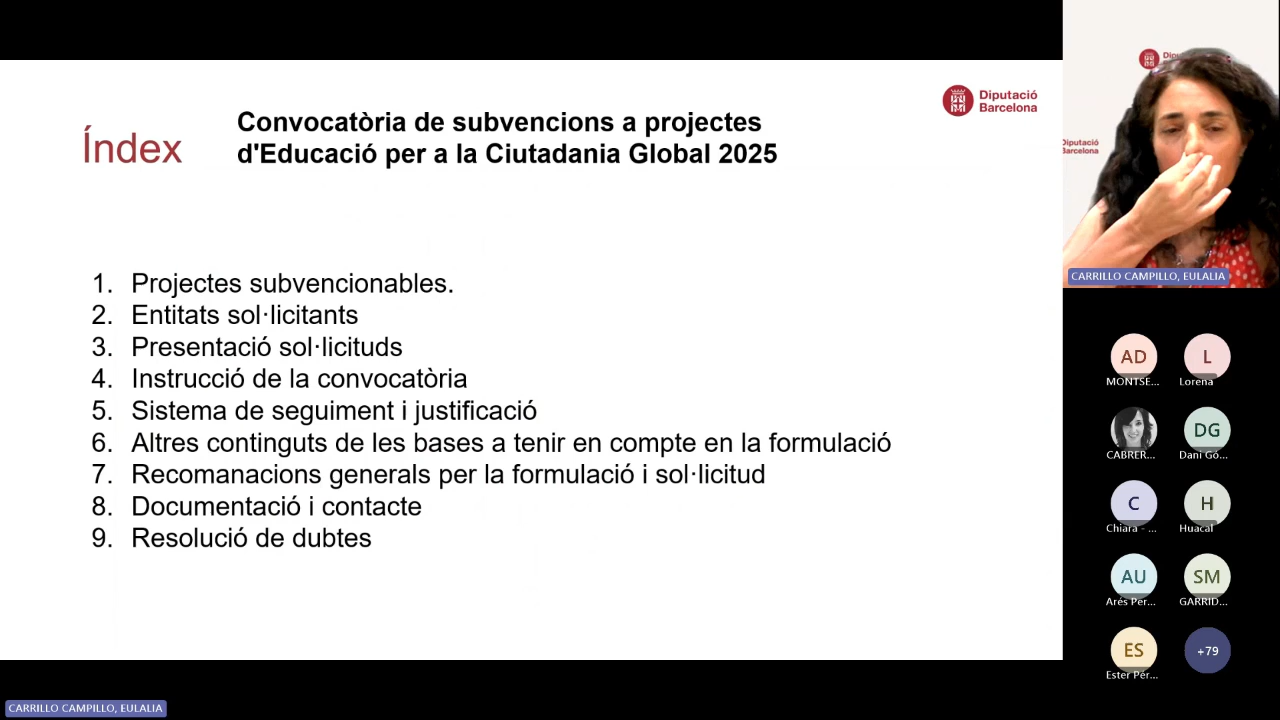 Índex
Convocatòria de subvencions a projectes
d'Educació per a la Ciutadania Global 2025
Diputació
Barcelona
1. Projectes subvencionables.
2. Entitats sol·licitants
3. Presentació sol·licituds
4. Instrucció de la convocatòria
5. Sistema de seguiment i justificació
6. Altres continguts de les bases a tenir en compte en la formulació
7. Recomanacions generals per la formulació i sol·licitud
8. Documentació i contacte
9. Resolució de dubtes
CARRILLO CAMPILLO, EULALIA
Diputació
Barcelona
CARRILLO CAMPILLO, EULALIA
AD
MONTSE...
L
Lorena
CABRER...
DG
Dani Gó...
C
Chiara - ...
H
Huacal
AU
Arés Per...
SM
GARRID...
ES
Ester Pér...
+79